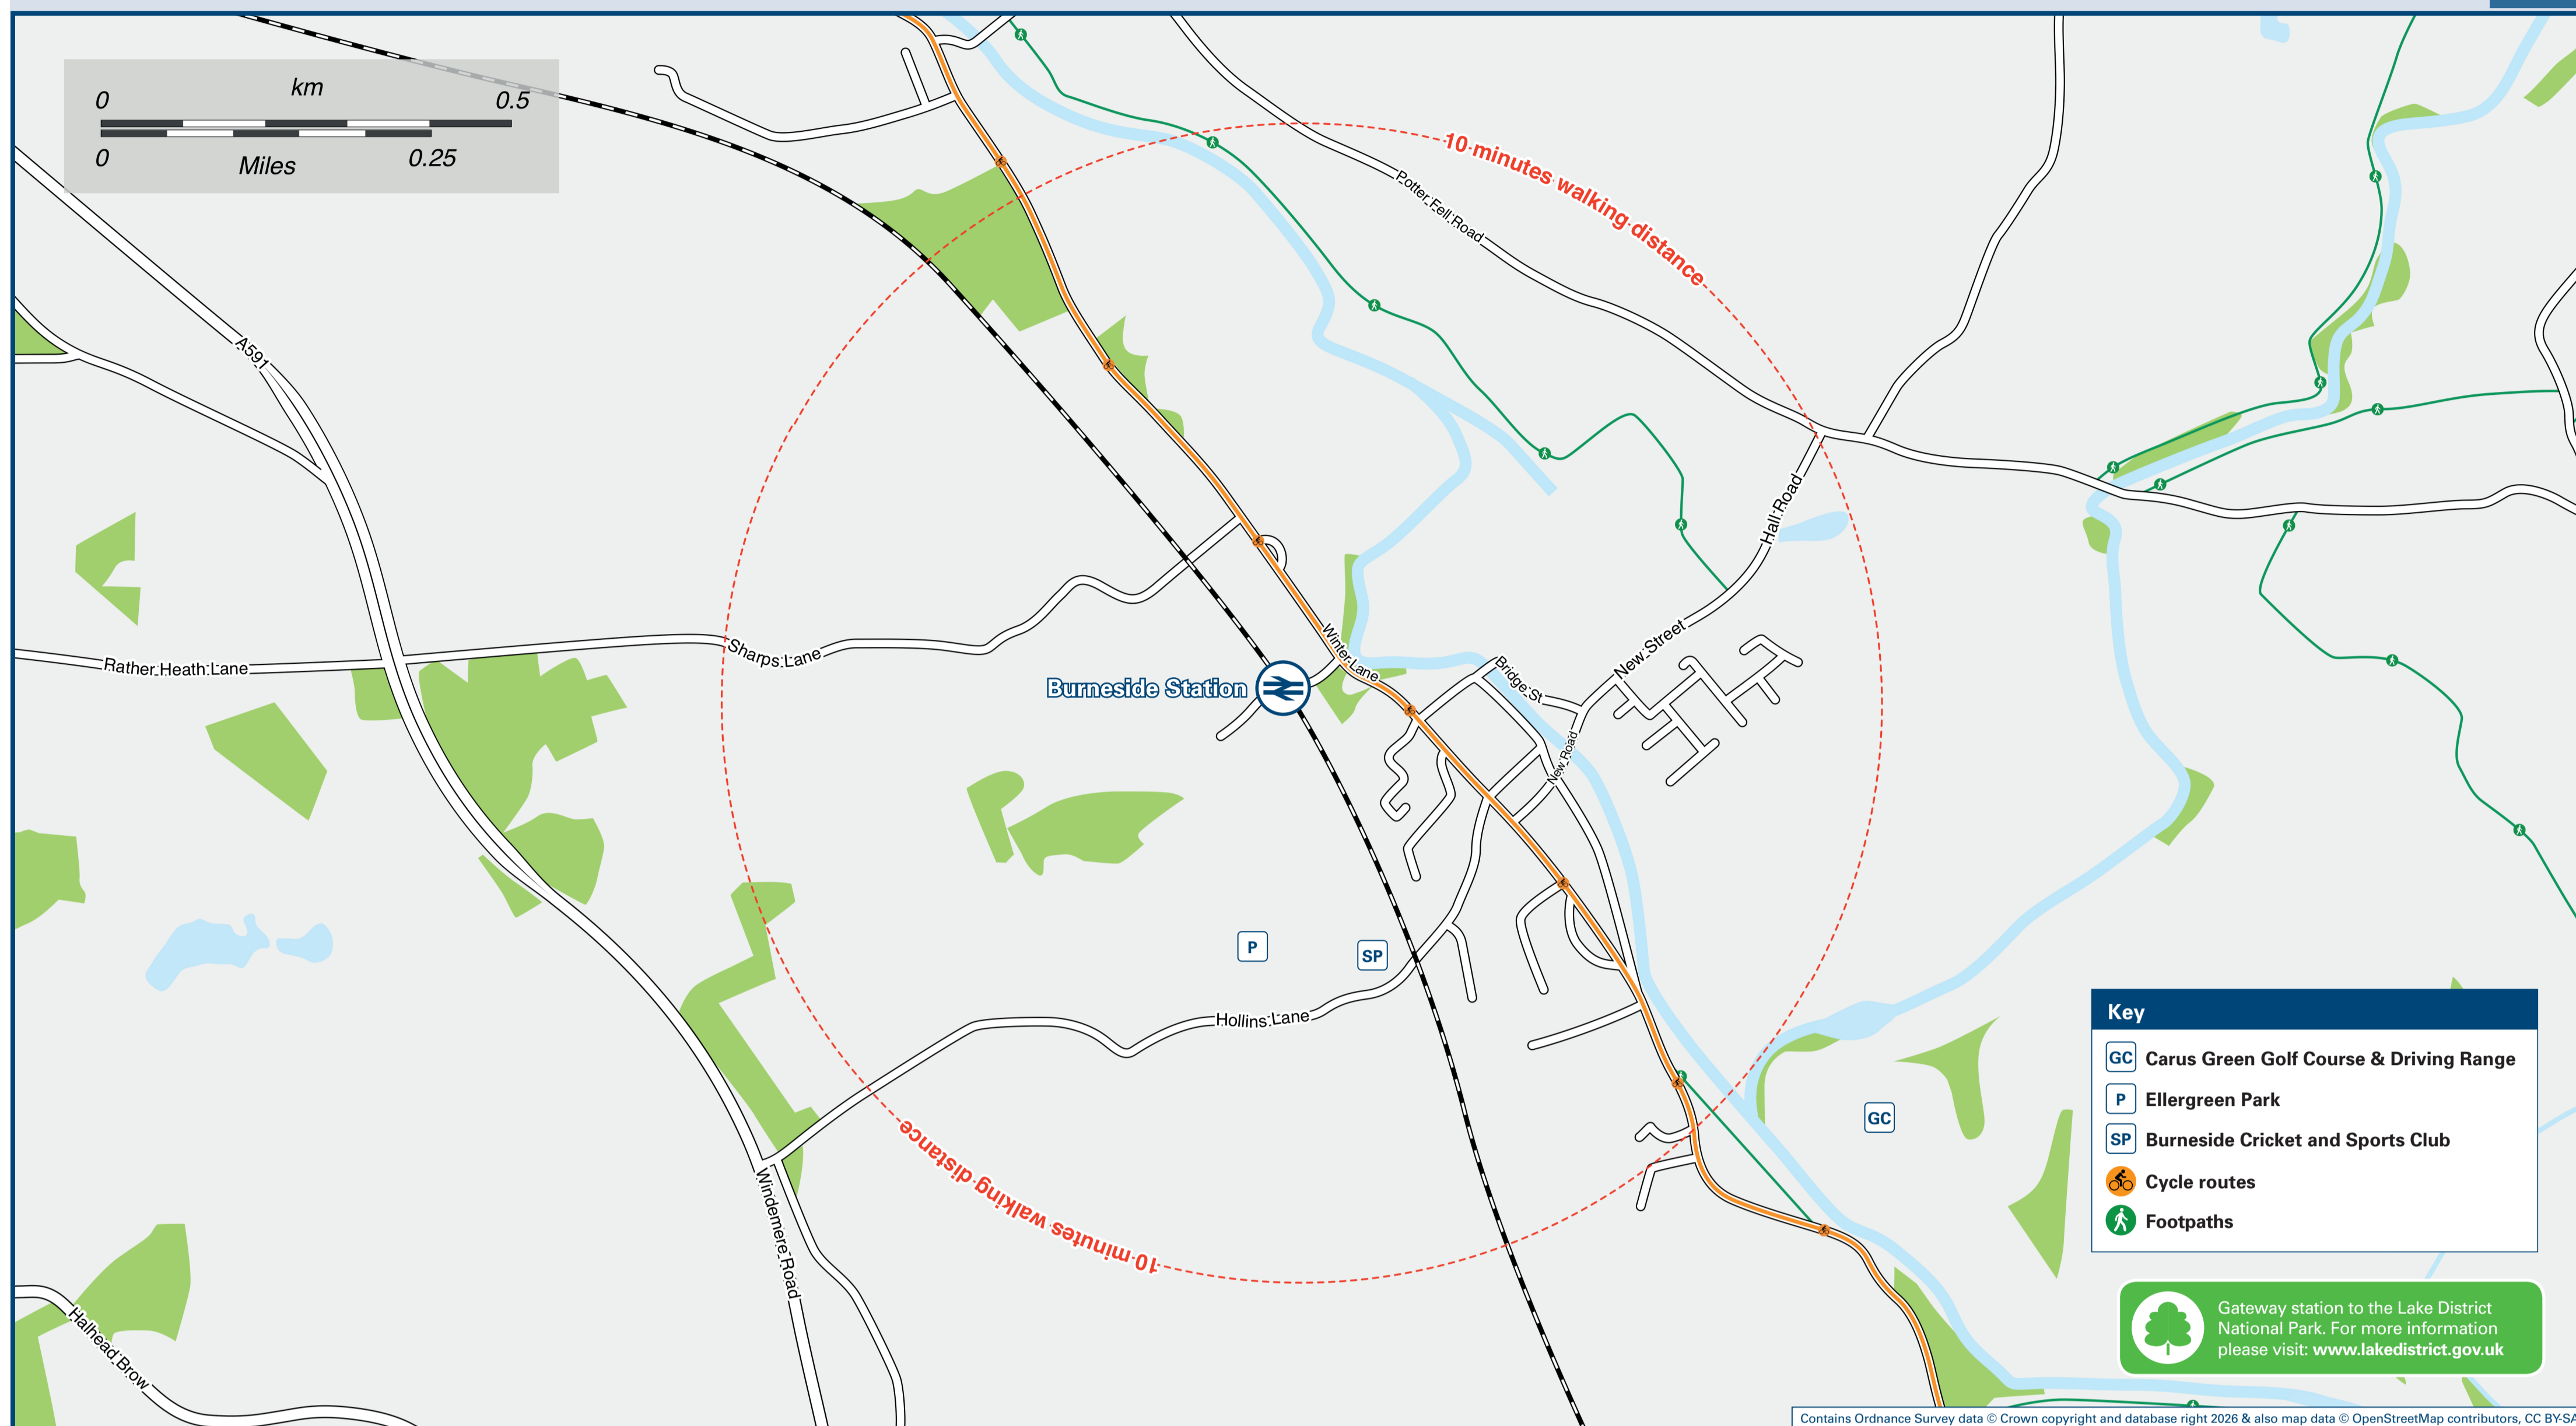 km
0 0.5
0 0.25
Miles
10 minutes walking distance
Potter Fell Road
A591
Hall Road
Rather Heath Lane
Sharps Lane
Winter Lane
New Street
Bridge St
Burneside Station
New Road
P
SP
Hollins Lane
GC
10 minutes walking distance
Windemere Road
Halhead Brow
Key
GC Carus Green Golf Course & Driving Range
P Ellergreen Park
SP Burneside Cricket and Sports Club
Cycle routes
Footpaths
Gateway station to the Lake District
National Park. For more information
please visit: www.lakedistrict.gov.uk
Contains Ordnance Survey data © Crown copyright and database right 2026 & also map data © OpenStreetMap contributors, CC BY-SA